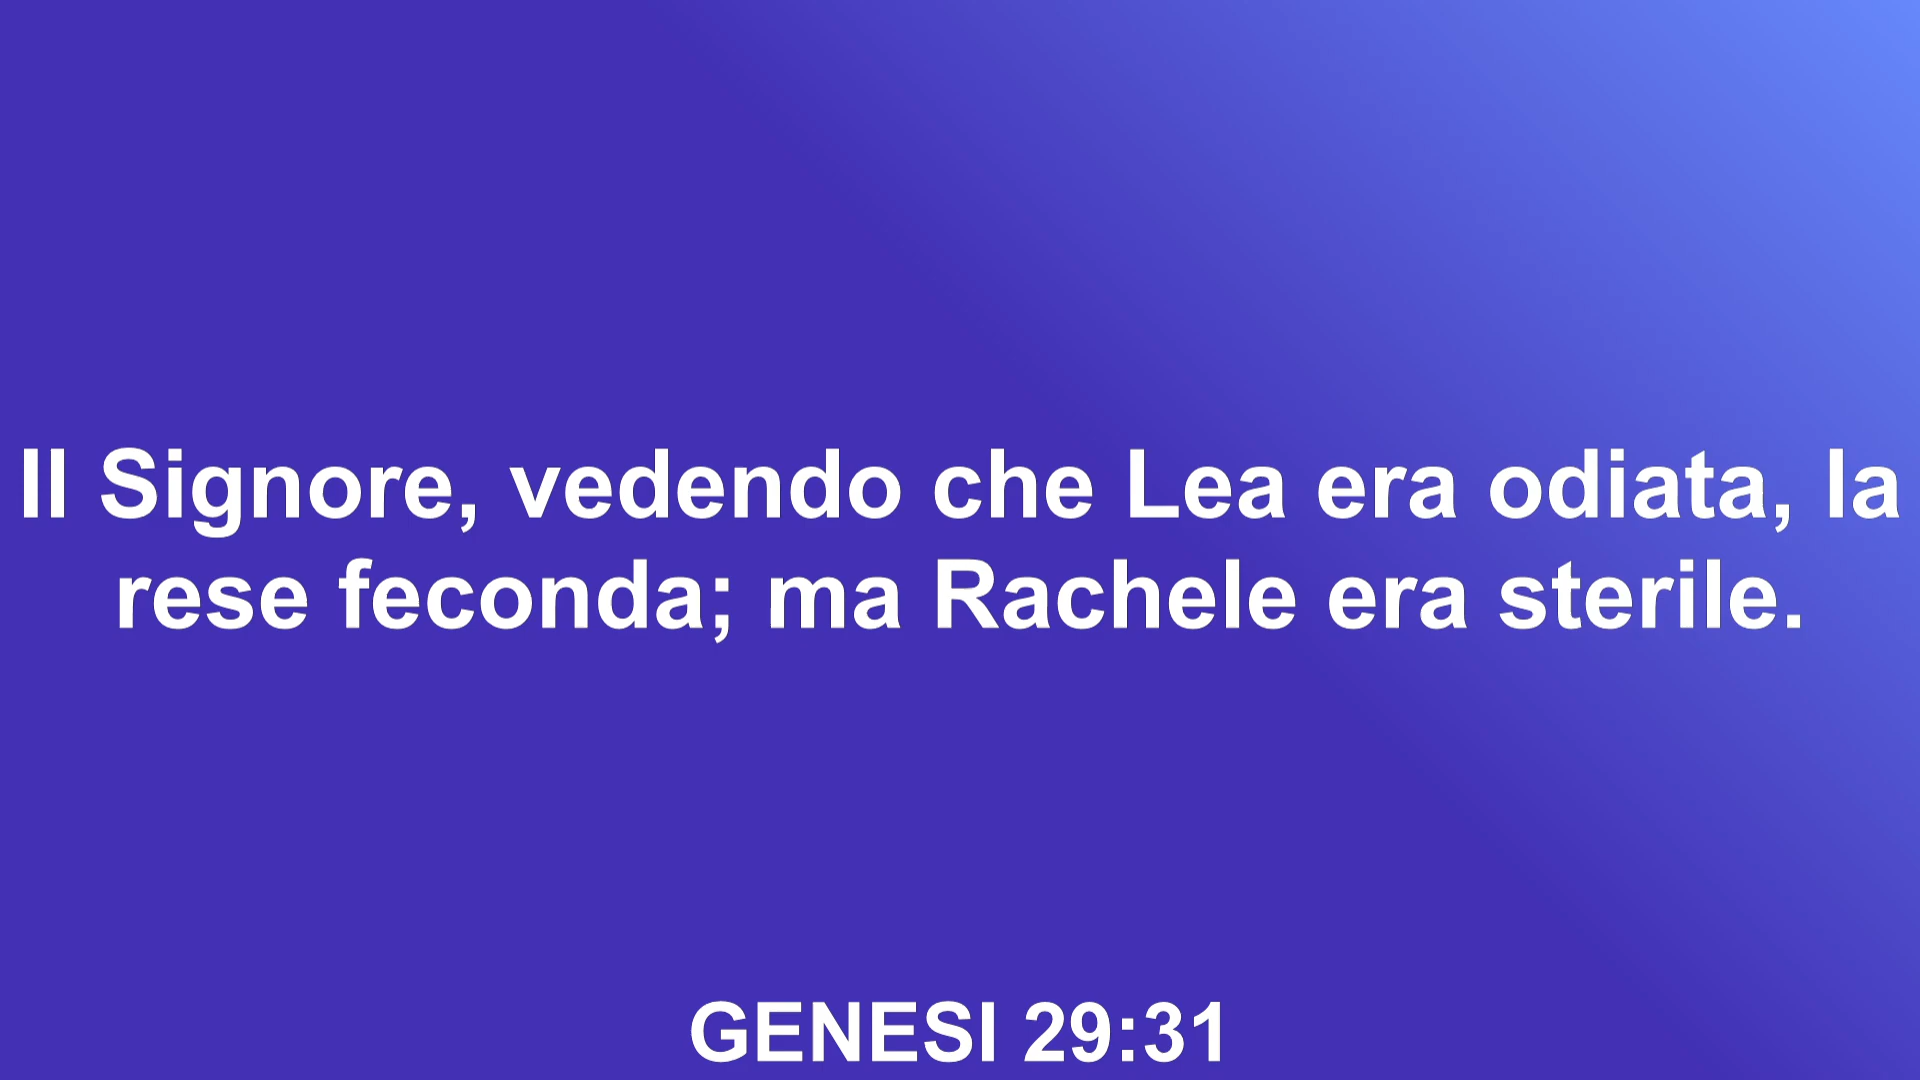 Il Signore, vedendo che Lea era odiata, la
rese feconda; ma Rachele era sterile.
GENESI 29:31